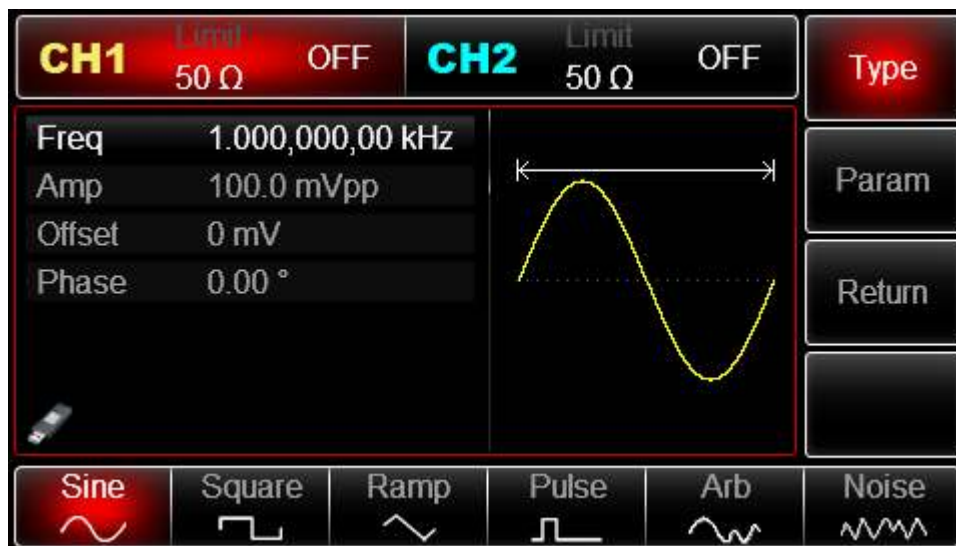 CH1 Limit 50 Ω OFF CH2 Limit 50 Ω OFF
Type
Freq 1.000,000,00 kHz
Amp 100.0 mVpp
Offset 0 mV
Phase 0.00 °
Param
Return
Sine Square Ramp Pulse Arb Noise